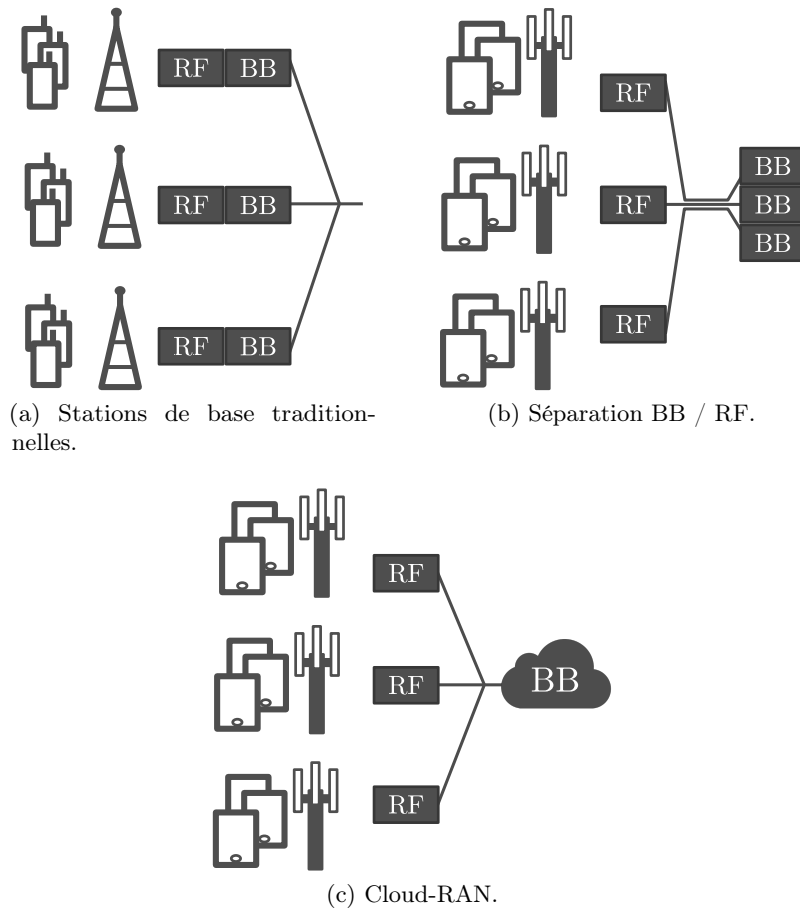 RF BB
RF BB
RF BB
(a) Stations de base tradition-
nelles.
RF
BB
RF
BB
BB
RF
(b) Séparation BB / RF.
RF
RF
BB
RF
(c) Cloud-RAN.